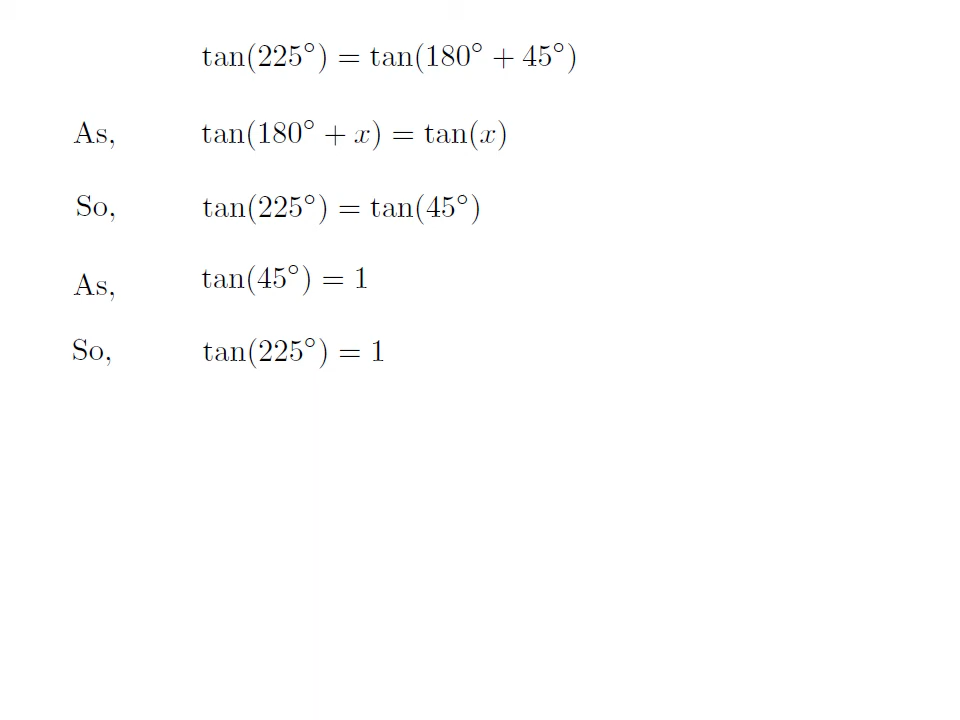 tan(225°) = tan(180° + 45°)
As, tan(180° + x) = tan(x)
So, tan(225°) = tan(45°)
As, tan(45°) = 1
So, tan(225°) = 1